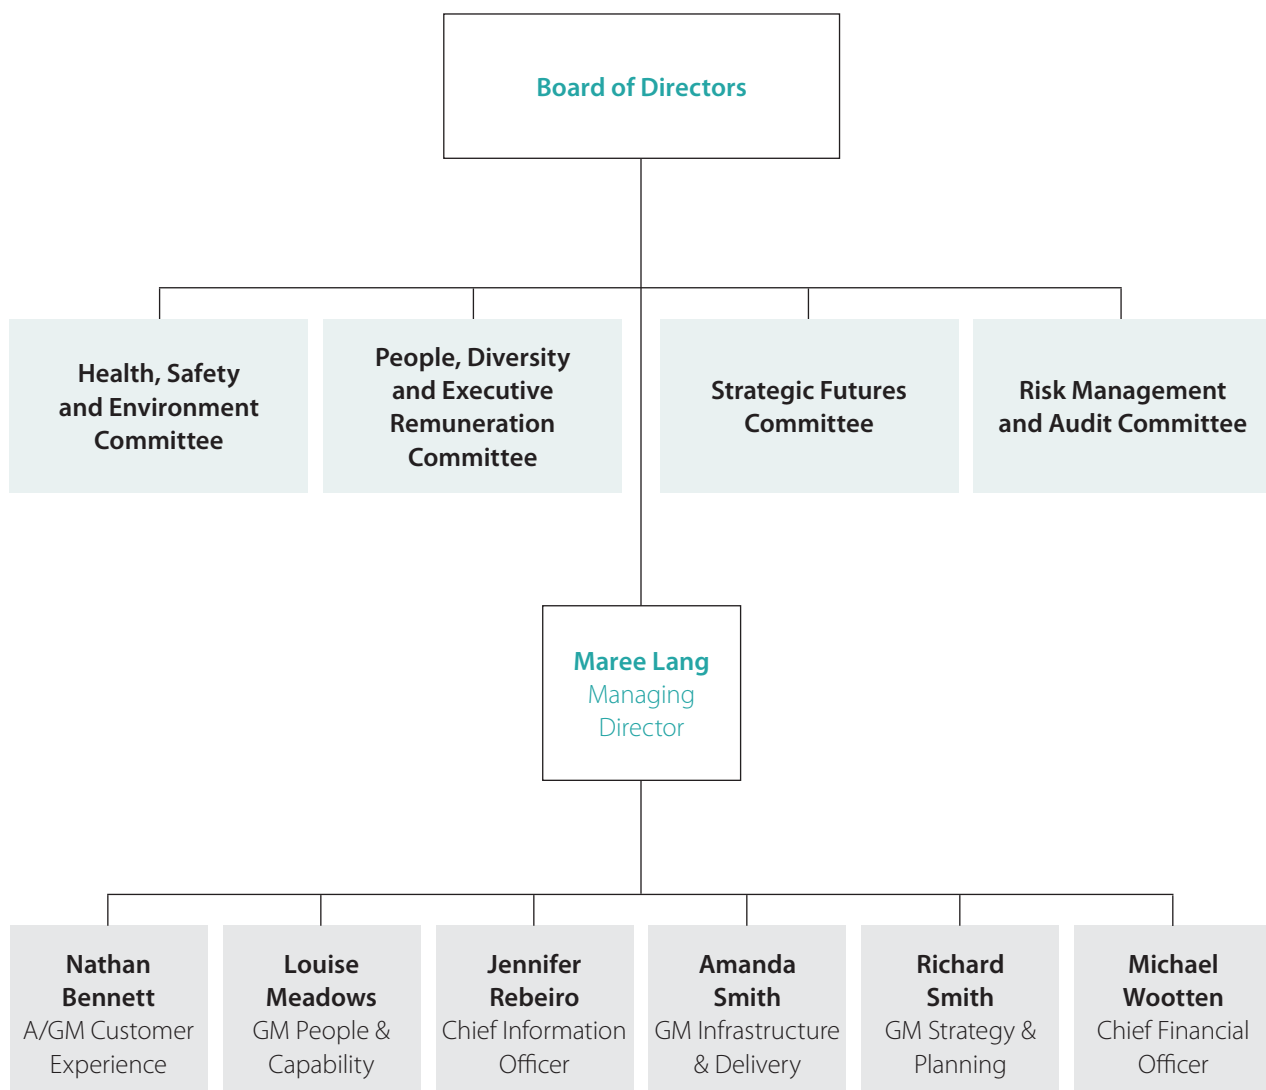 Board of Directors
Health, Safety
and Environment
Committee
People, Diversity
and Executive
Remuneration
Committee
Strategic Futures
Committee
Risk Management
and Audit Committee
Maree Lang
Managing
Director
Nathan
Bennett
A/GM Customer
Experience
Louise
Meadows
GM People &
Capability
Jennifer
Rebeiro
Chief Information
Officer
Amanda
Smith
GM Infrastructure
& Delivery
Richard
Smith
GM Strategy &
Planning
Michael
Wootten
Chief Financial
Officer